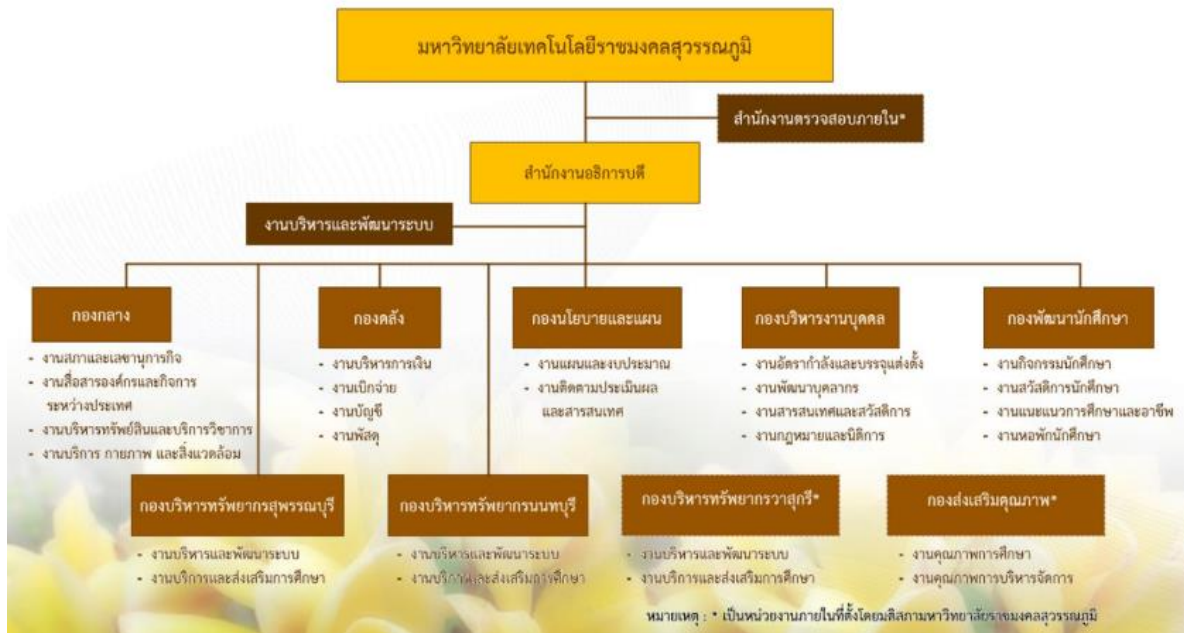 มหาวิทยาลัยเทคโนโลยีราชมงคลสุวรรณภูมิ
สำนักงานตรวจสอบภายใน*
สำนักงานอธิการบดี
งานบริหารและพัฒนาระบบ
กองกลาง
- งานสภาและเลขานุการกิจ
- งานสื่อสารองค์กรและกิจการ
ระหว่างประเทศ
- งานบริหารทรัพย์สินและบริการวิชาการ
- งานบริการ กายภาพ และสิ่งแวดล้อม
กองคลัง
- งานบริหารการเงิน
- งานเบิกจ่าย
- งานบัญชี
- งานพัสดุ
กองนโยบายและแผน
- งานแผนและงบประมาณ
- งานติดตามประเมินผล
และสารสนเทศ
กองบริหารงานบุคคล
- งานอัตรากำลังและบรรจุแต่งตั้ง
- งานพัฒนาบุคลากร
- งานสารสนเทศและสวัสดิการ
- งานกฎหมายและนิติการ
กองพัฒนานักศึกษา
- งานกิจกรรมนักศึกษา
- งานสวัสดิการนักศึกษา
- งานแนะแนวการศึกษาและอาชีพ
- งานหอพักนักศึกษา
กองบริหารทรัพยากรสุพรรณบุรี
- งานบริหารและพัฒนาระบบ
- งานบริการและส่งเสริมการศึกษา
กองบริหารทรัพยากรนนทบุรี
- งานบริหารและพัฒนาระบบ
- งานบริการและส่งเสริมการศึกษา
กองบริหารทรัพยากรวาสุกรี*
- งานบริหารและพัฒนาระบบ
- งานบริการและส่งเสริมการศึกษา
กองส่งเสริมคุณภาพ*
- งานคุณภาพการศึกษา
- งานคุณภาพการบริหารจัดการ
หมายเหตุ : * เป็นหน่วยงานภายในที่ตั้งโดยมติสภามหาวิทยาลัยราชมงคลสุวรรณภูมิ